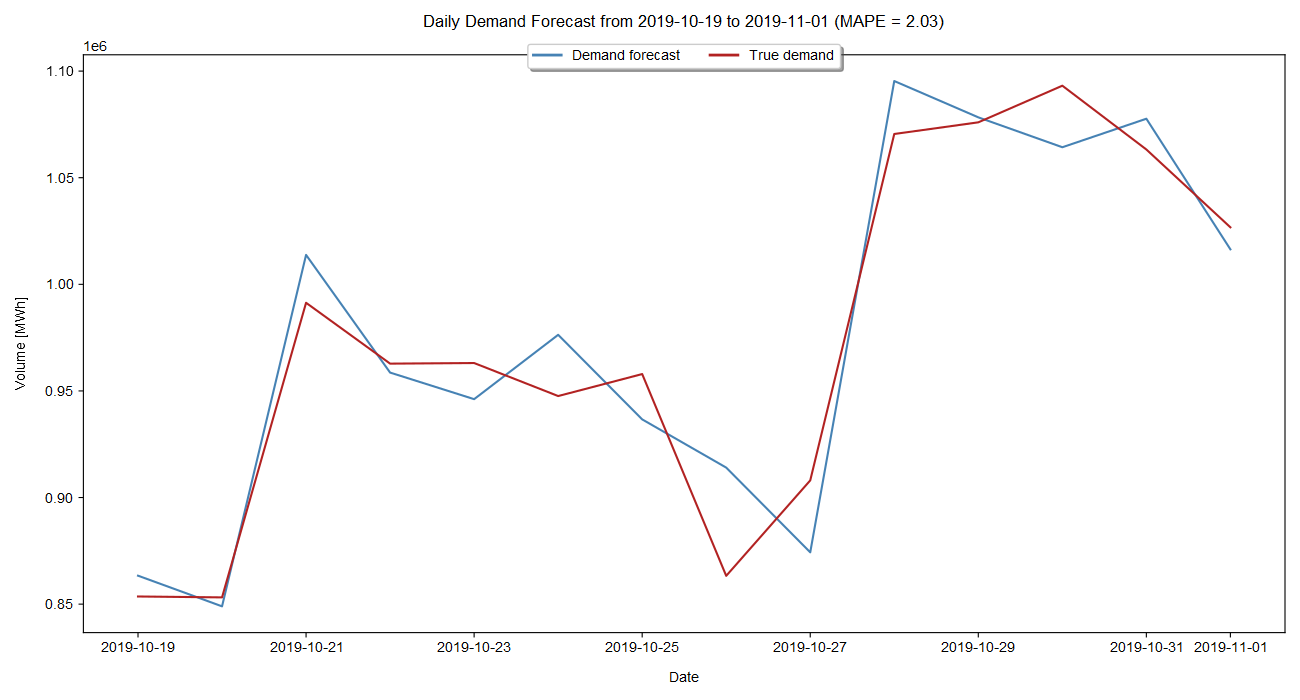 Daily Demand Forecast from 2019-10-19 to 2019-11-01 (MAPE = 2.03)
1e6
Demand forecast True demand
1.10
1.05
1.00
0.95
0.90
0.85
Volume [MWh]
2019-10-19 2019-10-21 2019-10-23 2019-10-25 2019-10-27 2019-10-29 2019-10-31 2019-11-01
Date